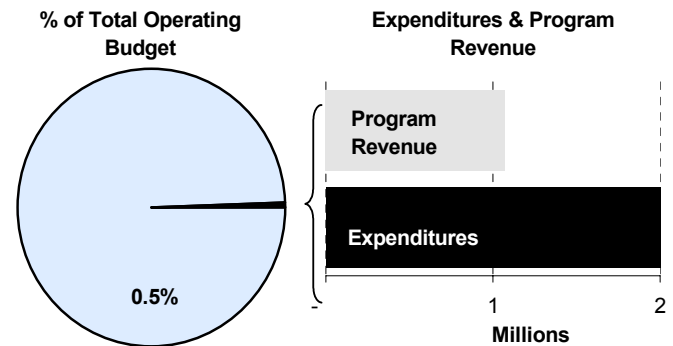 % of Total Operating
Budget
0.5%
Expenditures & Program
Revenue
Program
Revenue
Expenditures
-
1
2
Millions